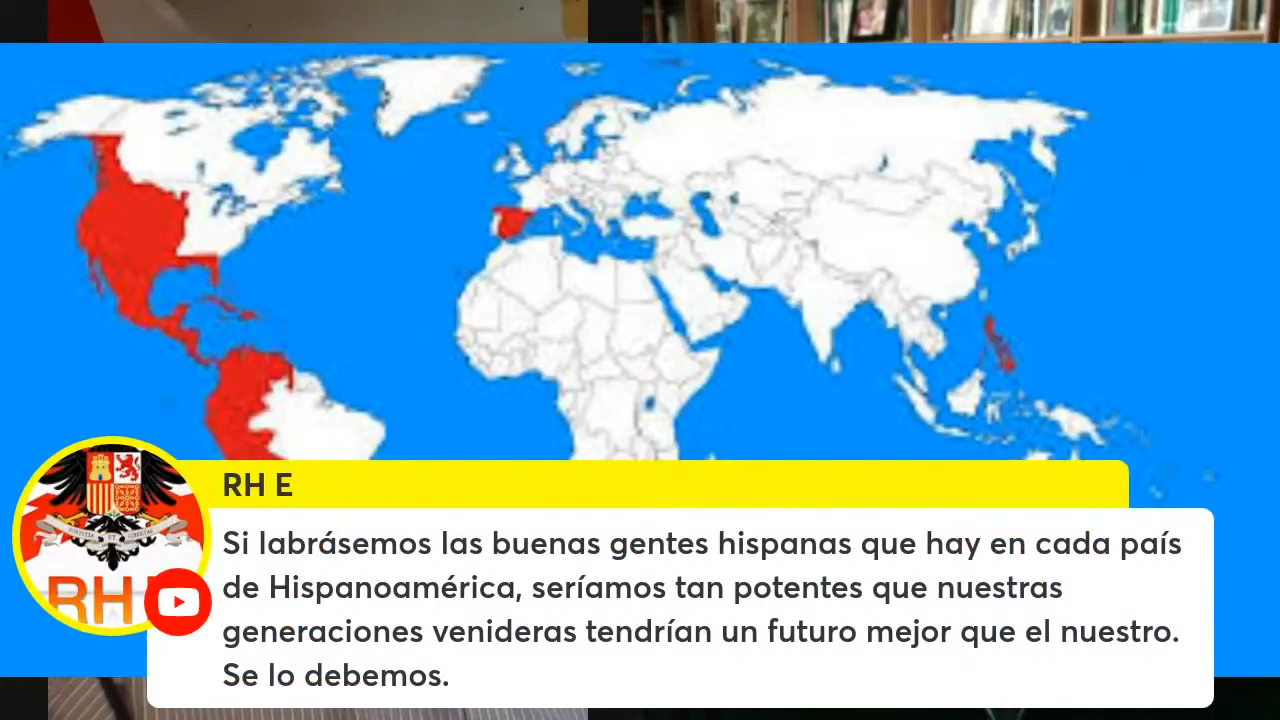 RH E
Si labrásemos las buenas gentes hispanas que hay en cada país
de Hispanoamérica, seríamos tan potentes que nuestras
generaciones venideras tendrían un futuro mejor que el nuestro.
Se lo debemos.
RH